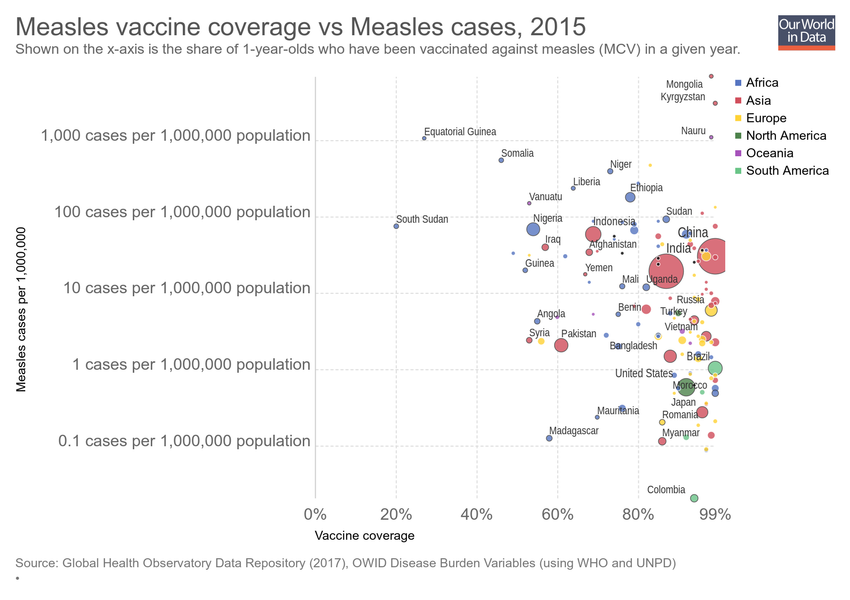 Measles vaccine coverage vs Measles cases, 2015
Shown on the x-axis is the share of 1-year-olds who have been vaccinated against measles (MCV) in a given year.
Our World
in Data
Mongolia
Kyrgyzstan
Nauru
Africa
Asia
Europe
North America
Oceania
South America
1,000 cases per 1,000,000 population
Equatorial Guinea
Somalia
Niger
Liberia
Ethiopia
Vanuatu
100 cases per 1,000,000 population
South Sudan
Nigeria
Indonesia
Sudan
China
Iraq
Afghanistan
India
Guinea
Yemen
Mali
Uganda
10 cases per 1,000,000 population
Russia
Angola
Benin
Turkey
Syria
Pakistan
Vietnam
Bangladesh
Brazil
1 cases per 1,000,000 population
United States
Morocco
Japan
Mauritania
Romania
Madagascar
Myanmar
0.1 cases per 1,000,000 population
Colombia
Measles cases per 1,000,000
0%
20%
40%
60%
80%
99%
Vaccine coverage
Source: Global Health Observatory Data Repository (2017), OWID Disease Burden Variables (using WHO and UNPD)
•